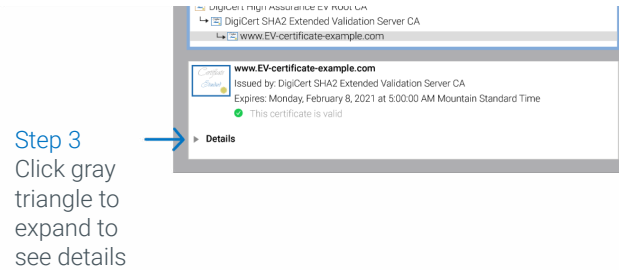 DigiCert High Assurance EV Root CA
DigiCert SHA2 Extended Validation Server CA
www.EV-certificate-example.com
Certificate
Standard
www.EV-certificate-example.com
Issued by: DigiCert SHA2 Extended Validation Server CA
Expires: Monday, February 8, 2021 at 5:00:00 AM Mountain Standard Time
This certificate is valid
Details
Step 3
Click gray
triangle to
expand to
see details